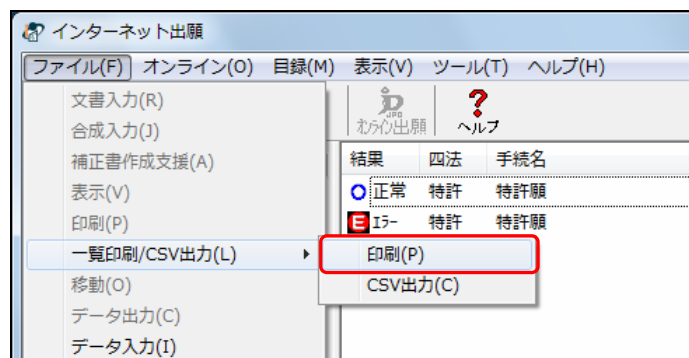 インターネット出願
ファイル(F) オンライン(O) 目録(M) 表示(V) ツール(T) ヘルプ(H)
文書入力(R)
合成入力(J)
補正書作成支援(A)
表示(V)
印刷(P)
一覧印刷/CSV出力(L)
移動(O)
データ出力(C)
データ入力(I)
印刷(P)
CSV出力(C)
JPO
オンライン出願
ヘルプ
結果 四法 手続名
正常 特許 特許願
E エラー 特許 特許願